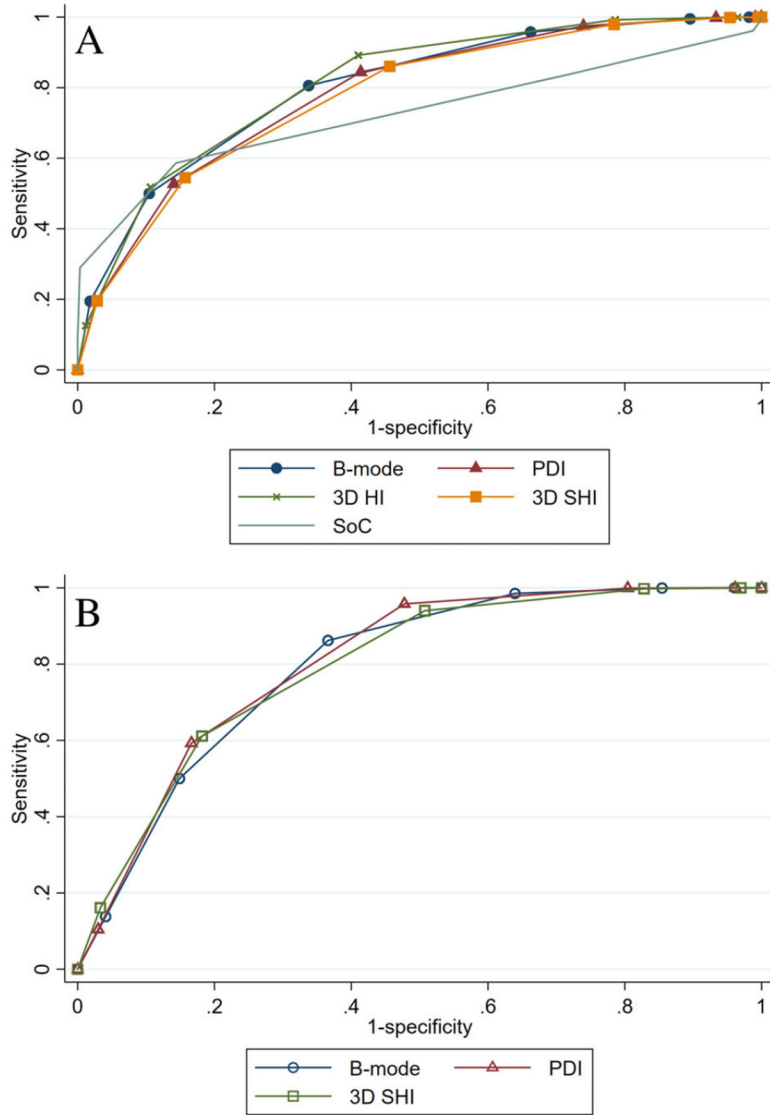 A
Sensitivity
1
.8
.6
.4
.2
0
0 .2 .4 .6 .8 1
1-specificity
B-mode PDI
3D HI 3D SHI
SoC
B
Sensitivity
1
.8
.6
.4
.2
0
0 .2 .4 .6 .8 1
1-specificity
B-mode PDI
3D SHI